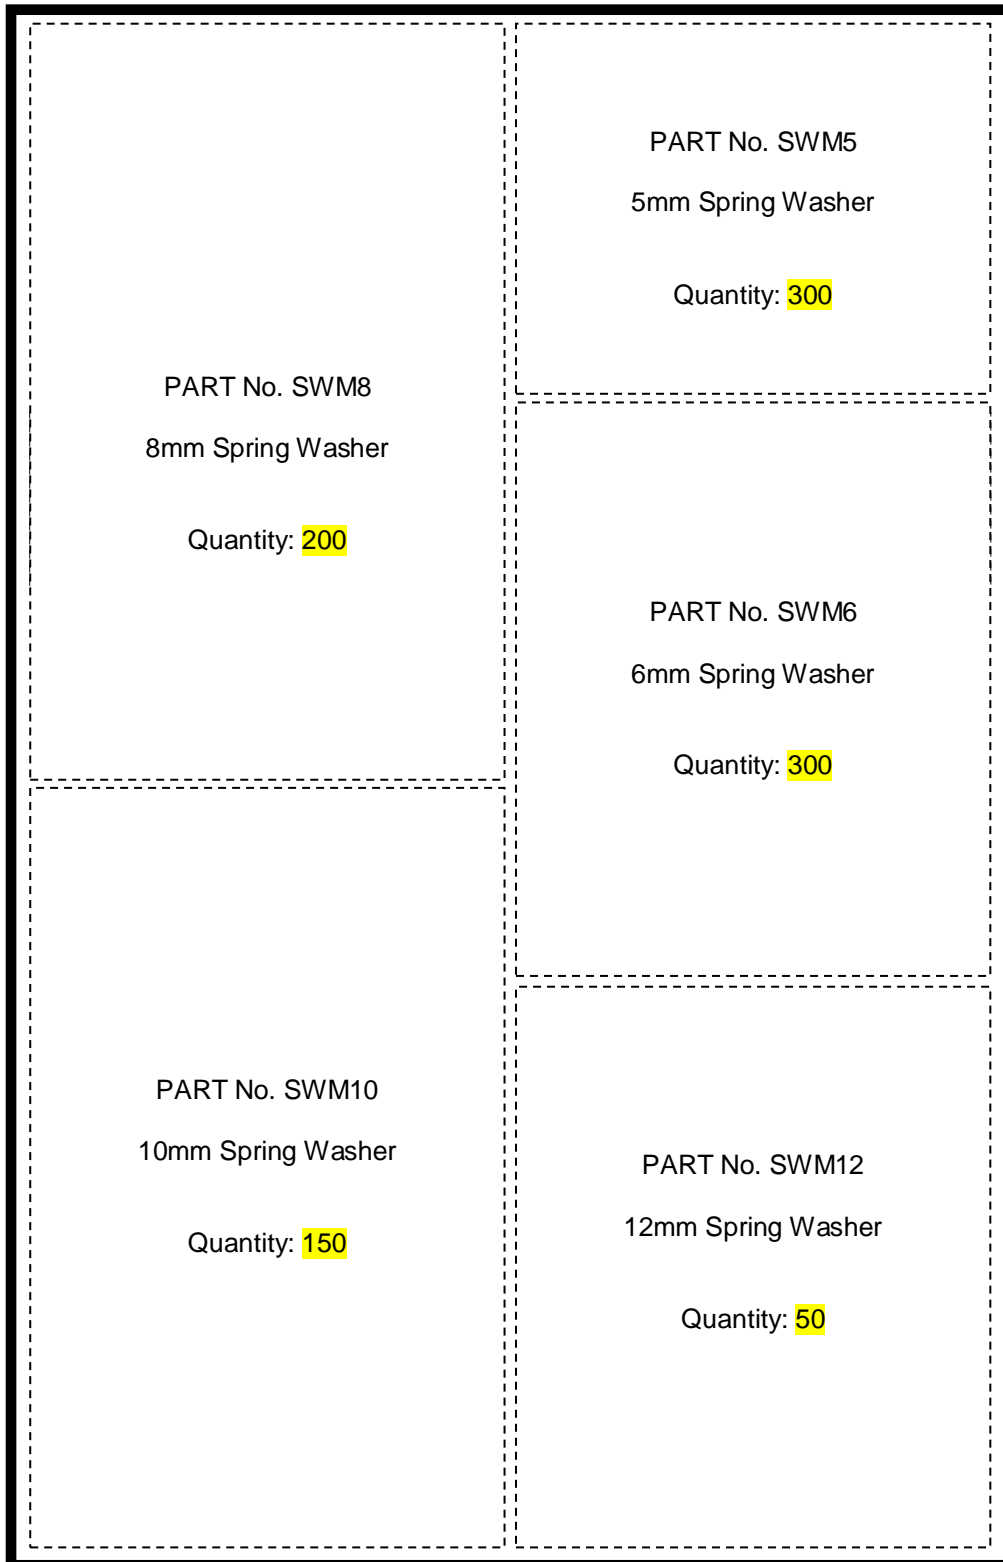 PART No. SWM8
8mm Spring Washer
Quantity: 200
PART No. SWM10
10mm Spring Washer
Quantity: 150
PART No. SWM5
5mm Spring Washer
Quantity: 300
PART No. SWM6
6mm Spring Washer
Quantity: 300
PART No. SWM12
12mm Spring Washer
Quantity: 50